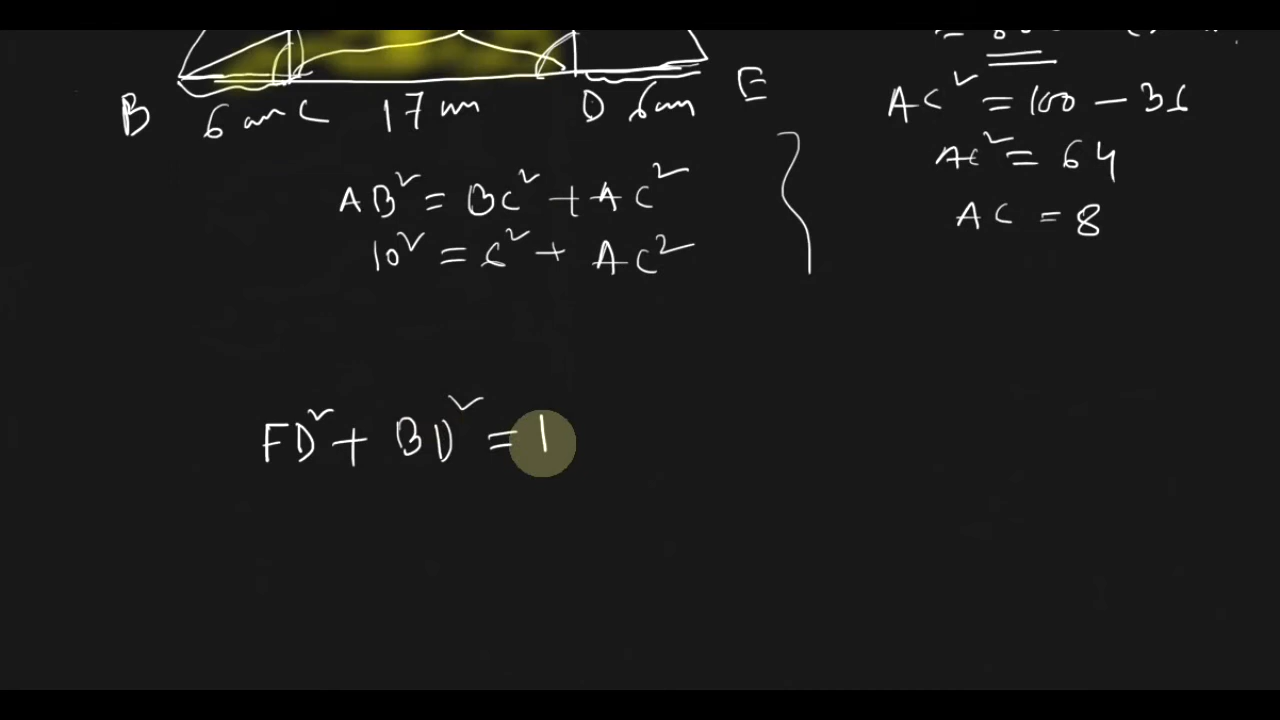 B 6 cm C 17 cm D 6cm E
AB² = BC² + AC²
10² = 6² + AC²
AC² = 100 - 36
AC² = 64
AC = 8
FD² + BD² = 1